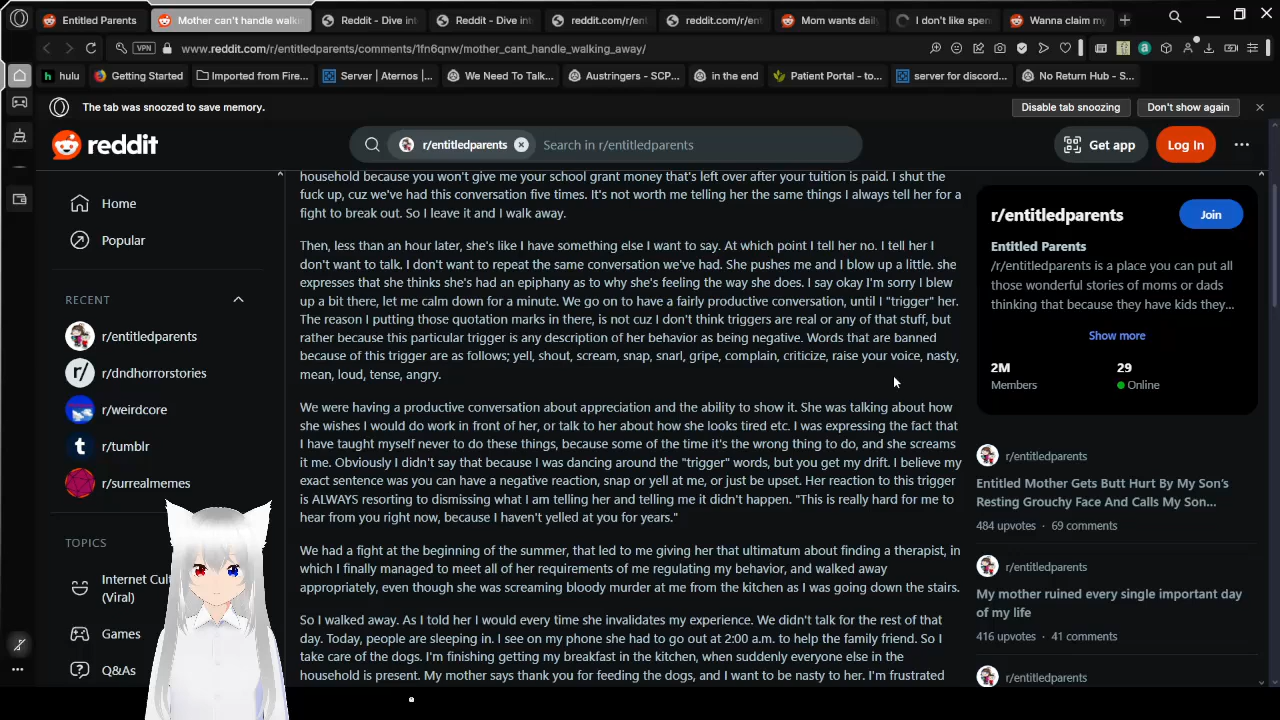 Entitled Parents
Mother can't handle walki
Reddit - Dive int
Reddit - Dive int
reddit.com/r/ent
reddit.com/r/ent
Mom wants daily
I don't like spen
Wanna claim my
VPN
www.reddit.com/r/entitledparents/comments/1fn6qnw/mother_cant_handle_walking_away/
hulu
Getting Started
Imported from Fire...
Server | Aternos |...
We Need To Talk...
Austringers - SCP...
in the end
Patient Portal - to...
server for discord...
No Return Hub - S...
The tab was snoozed to save memory.
Disable tab snoozing
Don't show again
reddit
r/entitledparents
Search in r/entitledparents
Get app
Log In
Home
Popular
RECENT
r/entitledparents
r/dndhorrorstories
r/weirdcore
r/tumblr
r/surrealmemes
TOPICS
Internet Cul
(Viral)
Games
Q&As
household because you won't give me your school grant money that's left over after your tuition is paid. I shut the
fuck up, cuz we've had this conversation five times. It's not worth me telling her the same things I always tell her for a
fight to break out. So I leave it and I walk away.
Then, less than an hour later, she's like I have something else I want to say. At which point I tell her no. I tell her I
don't want to talk. I don't want to repeat the same conversation we've had. She pushes me and I blow up a little. she
expresses that she thinks she's had an epiphany as to why she's feeling the way she does. I say okay I'm sorry I blew
up a bit there, let me calm down for a minute. We go on to have a fairly productive conversation, until I "trigger" her.
The reason I putting those quotation marks in there, is not cuz I don't think triggers are real or any of that stuff, but
rather because this particular trigger is any description of her behavior as being negative. Words that are banned
because of this trigger are as follows; yell, shout, scream, snap, snarl, gripe, complain, criticize, raise your voice, nasty,
mean, loud, tense, angry.
We were having a productive conversation about appreciation and the ability to show it. She was talking about how
she wishes I would do work in front of her, or talk to her about how she looks tired etc. I was expressing the fact that
I have taught myself never to do these things, because some of the time it's the wrong thing to do, and she screams
it me. Obviously I didn't say that because I was dancing around the "trigger" words, but you get my drift. I believe my
exact sentence was you can have a negative reaction, snap or yell at me, or just be upset. Her reaction to this trigger
is ALWAYS resorting to dismissing what I am telling her and telling me it didn't happen. "This is really hard for me to
hear from you right now, because I haven't yelled at you for years."
We had a fight at the beginning of the summer, that led to me giving her that ultimatum about finding a therapist, in
which I finally managed to meet all of her requirements of me regulating my behavior, and walked away
appropriately, even though she was screaming bloody murder at me from the kitchen as I was going down the stairs.
So I walked away. As I told her I would every time she invalidates my experience. We didn't talk for the rest of that
day. Today, people are sleeping in. I see on my phone she had to go out at 2:00 a.m. to help the family friend. So I
take care of the dogs. I'm finishing getting my breakfast in the kitchen, when suddenly everyone else in the
household is present. My mother says thank you for feeding the dogs, and I want to be nasty to her. I'm frustrated
r/entitledparents
Join
Entitled Parents
/r/entitledparents is a place you can put all
those wonderful stories of moms or dads
thinking that because they have kids they...
Show more
2M
Members
29
Online
r/entitledparents
Entitled Mother Gets Butt Hurt By My Son's
Resting Grouchy Face And Calls My Son...
484 upvotes · 69 comments
r/entitledparents
My mother ruined every single important day
of my life
416 upvotes · 41 comments
r/entitledparents